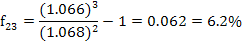 f₂₃ = (1.066)³ / (1.068)² − 1 = 0.062 = 6.2%